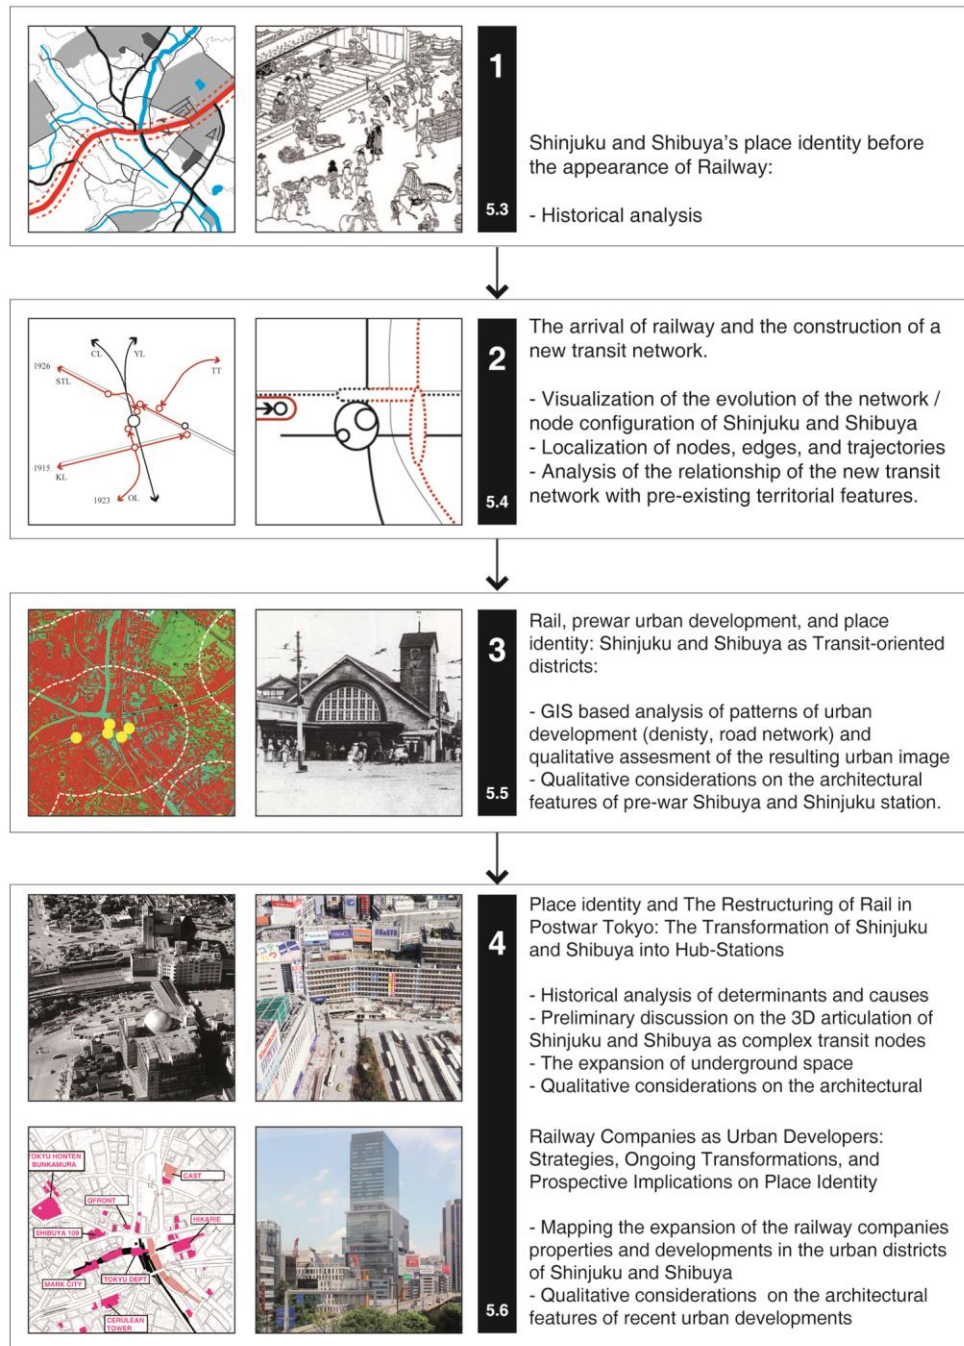 1
Shinjuku and Shibuya's place identity before
the appearance of Railway:
- Historical analysis
5.3
CL
YL
TT
1926
STL
1915
KL
1923
OL
2
The arrival of railway and the construction of a
new transit network.
- Visualization of the evolution of the network /
node configuration of Shinjuku and Shibuya
- Localization of nodes, edges, and trajectories
- Analysis of the relationship of the new transit
network with pre-existing territorial features.
5.4
3
Rail, prewar urban development, and place
identity: Shinjuku and Shibuya as Transit-oriented
districts:
- GIS based analysis of patterns of urban
development (denisty, road network) and
qualitative assesment of the resulting urban image
- Qualitative considerations on the architectural
features of pre-war Shibuya and Shinjuku station.
5.5
4
Place identity and The Restructuring of Rail in
Postwar Tokyo: The Transformation of Shinjuku
and Shibuya into Hub-Stations
- Historical analysis of determinants and causes
- Preliminary discussion on the 3D articulation of
Shinjuku and Shibuya as complex transit nodes
- The expansion of underground space
- Qualitative considerations on the architectural
TOKYU HONTEN
BUNKAMURA
CAST
QFRONT
HIKARIE
SHIBUYA 109
MARK CITY
TOKYU DEPT
CERULEAN
TOWER
Railway Companies as Urban Developers:
Strategies, Ongoing Transformations, and
Prospective Implications on Place Identity
- Mapping the expansion of the railway companies
properties and developments in the urban districts
of Shinjuku and Shibuya
- Qualitative considerations on the architectural
features of recent urban developments
5.6